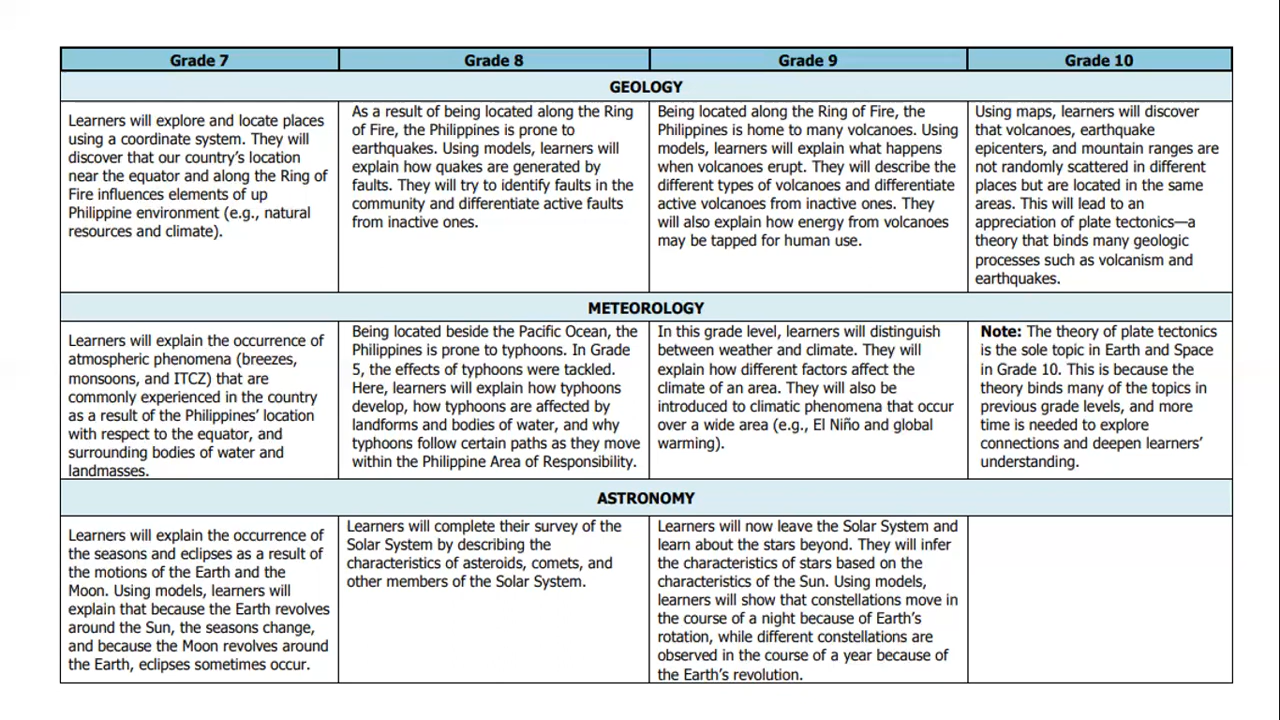 Grade 7
Grade 8
Grade 9
Grade 10
GEOLOGY
Learners will explore and locate places
using a coordinate system. They will
discover that our country's location
near the equator and along the Ring of
Fire influences elements of up
Philippine environment (e.g., natural
resources and climate).
As a result of being located along the Ring
of Fire, the Philippines is prone to
earthquakes. Using models, learners will
explain how quakes are generated by
faults. They will try to identify faults in the
community and differentiate active faults
from inactive ones.
Being located along the Ring of Fire, the
Philippines is home to many volcanoes. Using
models, learners will explain what happens
when volcanoes erupt. They will describe the
different types of volcanoes and differentiate
active volcanoes from inactive ones. They
will also explain how energy from volcanoes
may be tapped for human use.
Using maps, learners will discover
that volcanoes, earthquake
epicenters, and mountain ranges are
not randomly scattered in different
places but are located in the same
areas. This will lead to an
appreciation of plate tectonics—a
theory that binds many geologic
processes such as volcanism and
earthquakes.
METEOROLOGY
Learners will explain the occurrence of
atmospheric phenomena (breezes,
monsoons, and ITCZ) that are
commonly experienced in the country
as a result of the Philippines' location
with respect to the equator, and
surrounding bodies of water and
landmasses.
Being located beside the Pacific Ocean, the
Philippines is prone to typhoons. In Grade
5, the effects of typhoons were tackled.
Here, learners will explain how typhoons
develop, how typhoons are affected by
landforms and bodies of water, and why
typhoons follow certain paths as they move
within the Philippine Area of Responsibility.
In this grade level, learners will distinguish
between weather and climate. They will
explain how different factors affect the
climate of an area. They will also be
introduced to climatic phenomena that occur
over a wide area (e.g., El Niño and global
warming).
Note: The theory of plate tectonics
is the sole topic in Earth and Space
in Grade 10. This is because the
theory binds many of the topics in
previous grade levels, and more
time is needed to explore
connections and deepen learners'
understanding.
ASTRONOMY
Learners will explain the occurrence of
the seasons and eclipses as a result of
the motions of the Earth and the
Moon. Using models, learners will
explain that because the Earth revolves
around the Sun, the seasons change,
and because the Moon revolves around
the Earth, eclipses sometimes occur.
Learners will complete their survey of the
Solar System by describing the
characteristics of asteroids, comets, and
other members of the Solar System.
Learners will now leave the Solar System and
learn about the stars beyond. They will infer
the characteristics of stars based on the
characteristics of the Sun. Using models,
learners will show that constellations move in
the course of a night because of Earth's
rotation, while different constellations are
observed in the course of a year because of
the Earth's revolution.